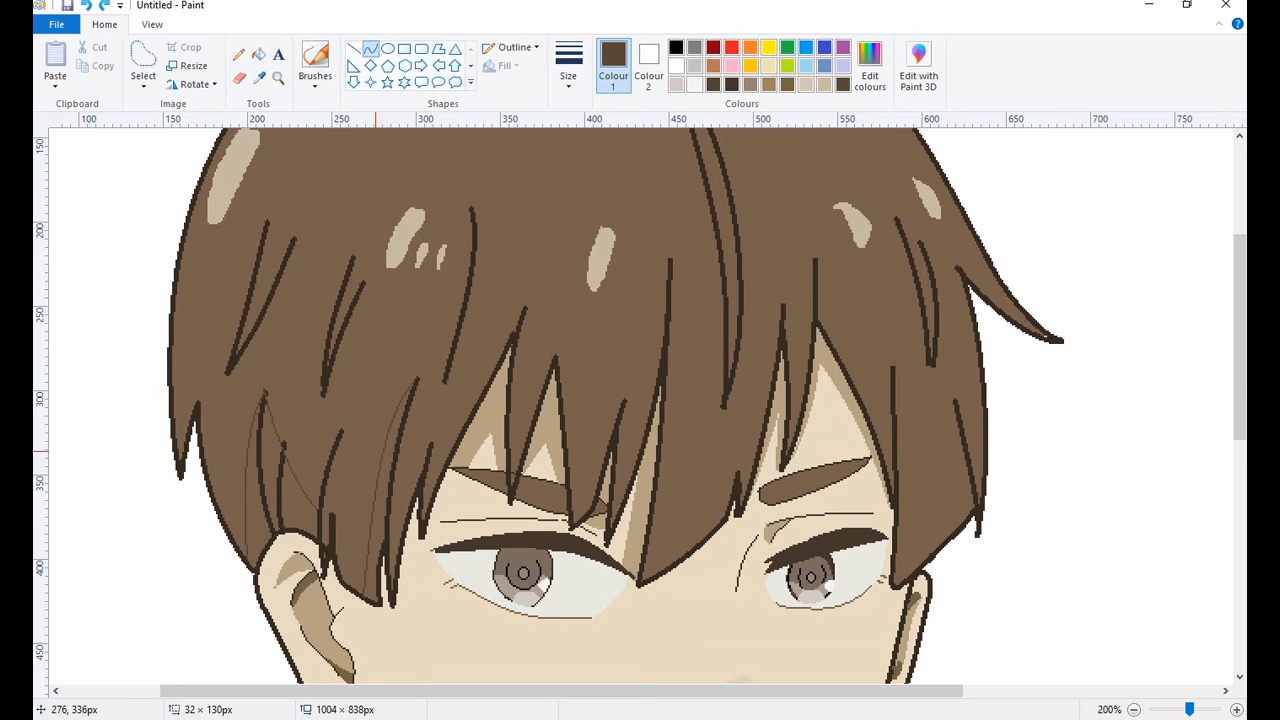 Untitled - Paint
File Home View
Paste
Cut
Copy
Clipboard
Select
Crop
Resize
Rotate
Image
A
Tools
Brushes
Outline
Fill
Shapes
Size
Colour
1
Colour
2
Edit
colours
Colours
Edit with
Paint 3D
100 150 200 250 300 350 400 450 500 550 600 650 700 750
150
200
250
300
350
400
450
276, 336px 32 × 130px 1004 × 838px 200%